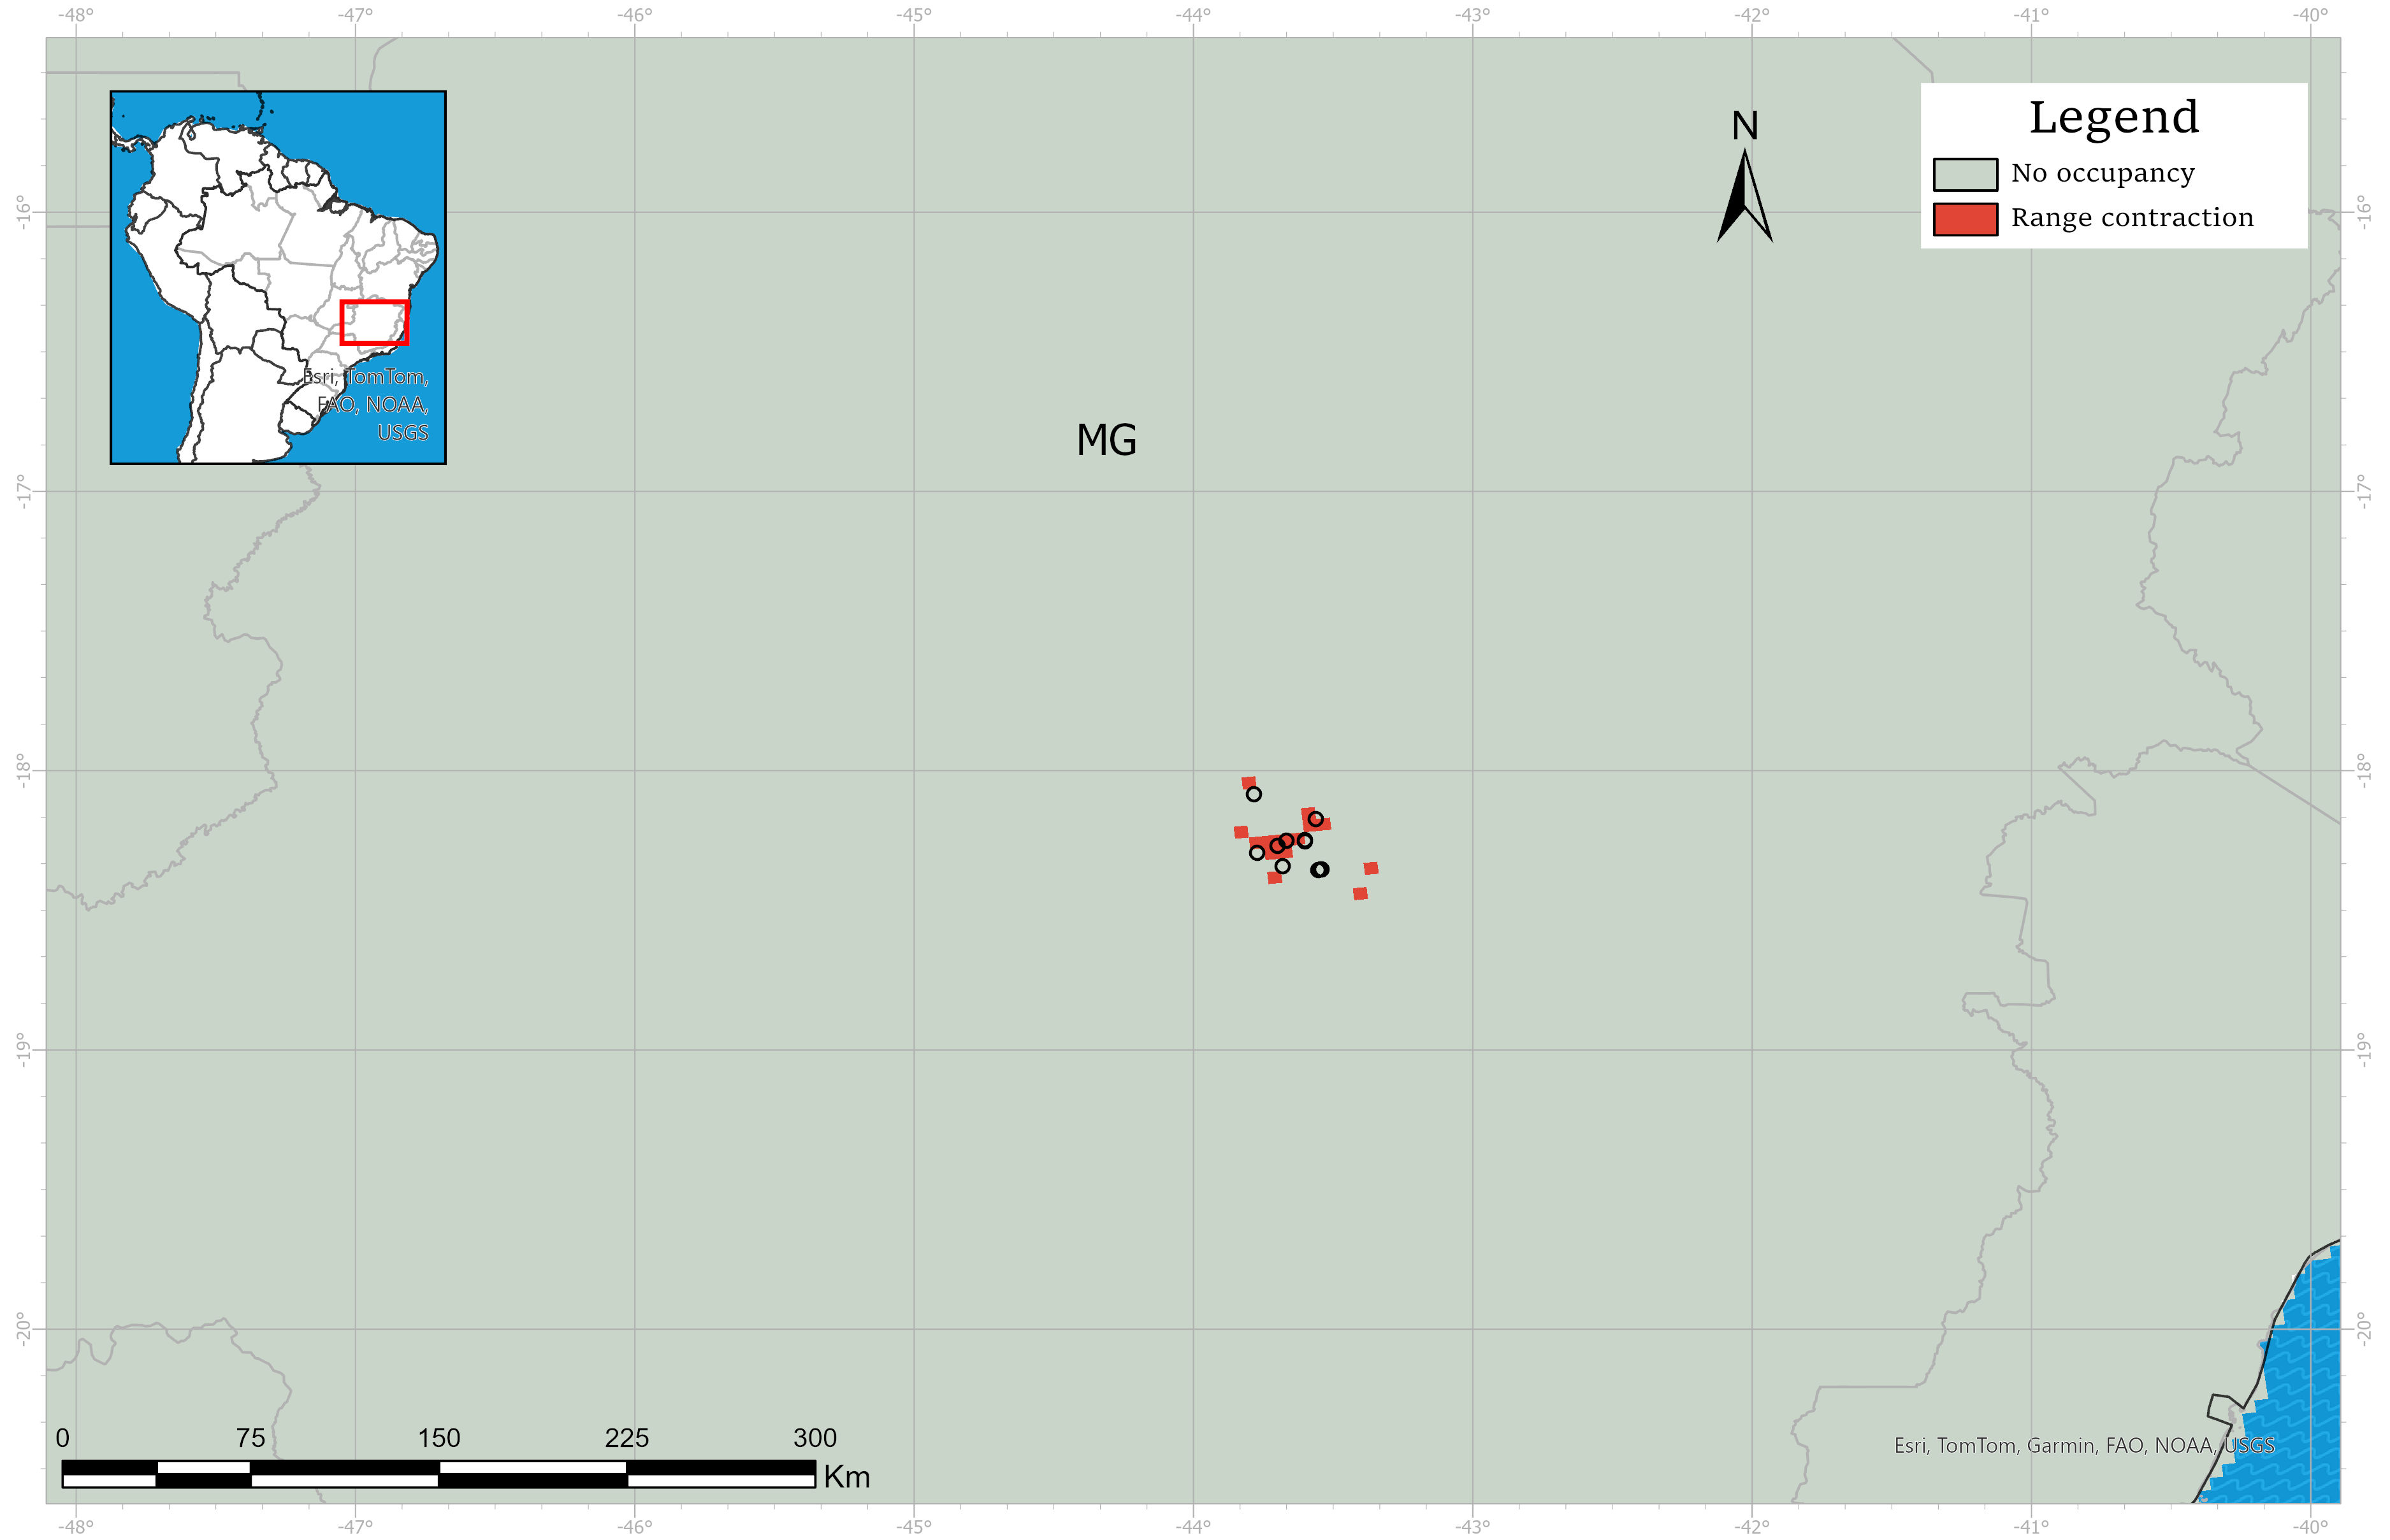 -48° -47° -46° -45° -44° -43° -42° -41° -40°
Legend
No occupancy
Range contraction
N
Esri, TomTom,
FAO, NOAA,
USGS
MG
-16° -16°
-17° -17°
-18° -18°
-19° -19°
-20° -20°
0 75 150 225 300
Km
Esri, TomTom, Garmin, FAO, NOAA, USGS
-48° -47° -46° -45° -44° -43° -42° -41° -40°